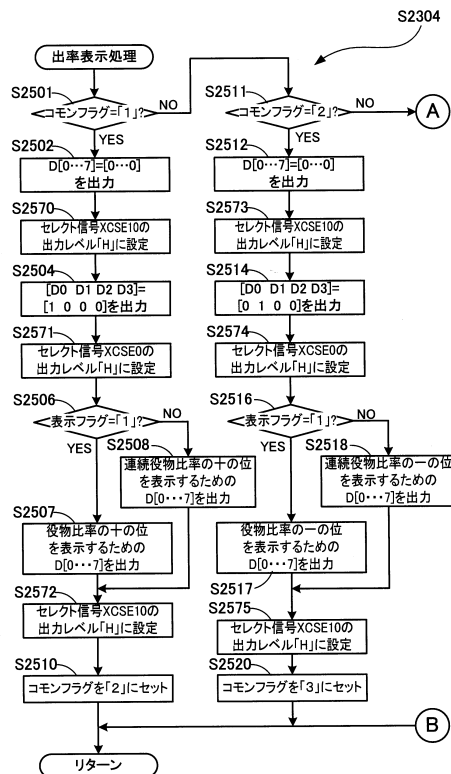 S2304
出率表示処理
S2501
コモンフラグ=「1」?
NO
YES
S2502
D[0・・・7]=[0・・・0]
を出力
S2570
セレクト信号XCSE10の
出力レベル「H」に設定
S2504
[D0 D1 D2 D3]=
[1 0 0 0]を出力
S2571
セレクト信号XCSE0の
出力レベル「H」に設定
S2506
表示フラグ=「1」?
NO
YES
S2508
連続役物比率の十の位
を表示するための
D[0・・・7]を出力
S2507
役物比率の十の位
を表示するための
D[0・・・7]を出力
S2572
セレクト信号XCSE10の
出力レベル「H」に設定
S2510
コモンフラグを「2」にセット
リターン
S2511
コモンフラグ=「2」?
NO
A
YES
S2512
D[0・・・7]=[0・・・0]
を出力
S2573
セレクト信号XCSE10の
出力レベル「H」に設定
S2514
[D0 D1 D2 D3]=
[0 1 0 0]を出力
S2574
セレクト信号XCSE0の
出力レベル「H」に設定
S2516
表示フラグ=「1」?
NO
YES
S2518
連続役物比率の一の位
を表示するための
D[0・・・7]を出力
役物比率の一の位
を表示するための
D[0・・・7]を出力
S2517
S2575
セレクト信号XCSE10の
出力レベル「H」に設定
S2520
コモンフラグを「3」にセット
B